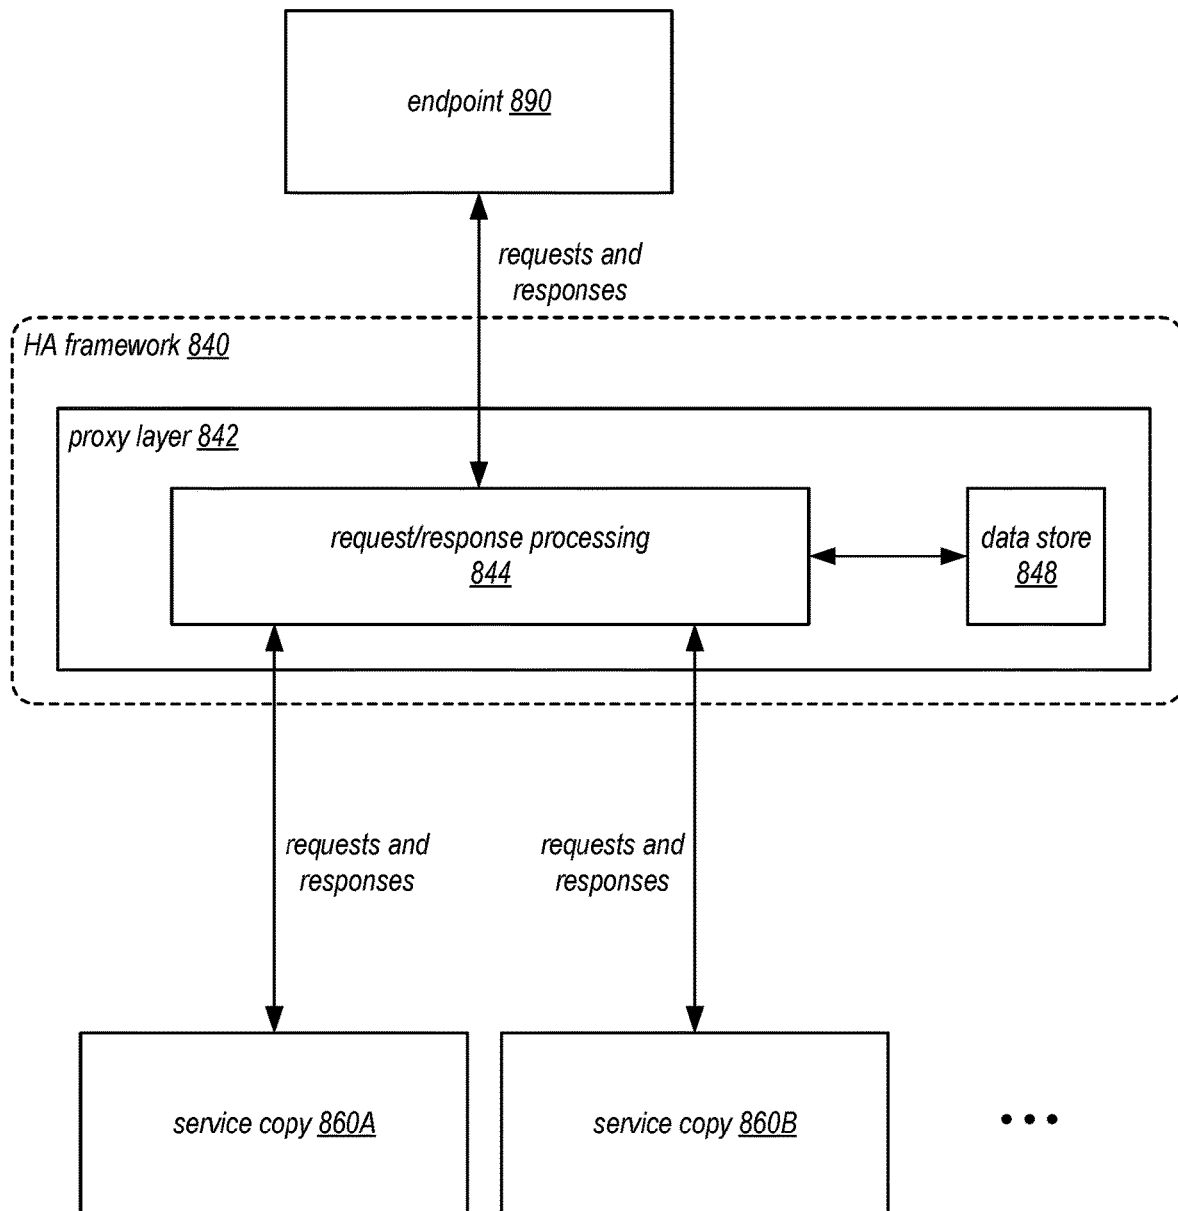 endpoint 890
requests and
responses
HA framework 840
proxy layer 842
request/response processing
844
data store
848
requests and
responses
requests and
responses
service copy 860A
service copy 860B
• • •